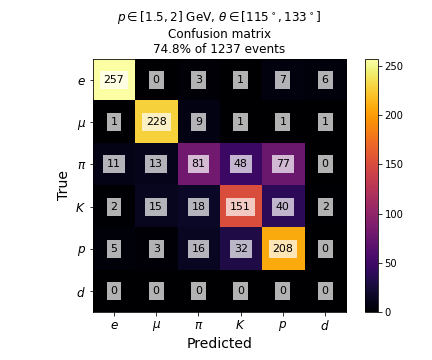 p ∈ [1.5, 2] GeV, θ ∈ [115°, 133°]
Confusion matrix
74.8% of 1237 events
True
e 257 0 3 1 7 6
μ 1 228 9 1 1 1
π 11 13 81 48 77 0
K 2 15 18 151 40 2
p 5 3 16 32 208 0
d 0 0 0 0 0 0
e μ π K p d
Predicted
250
200
150
100
50
0